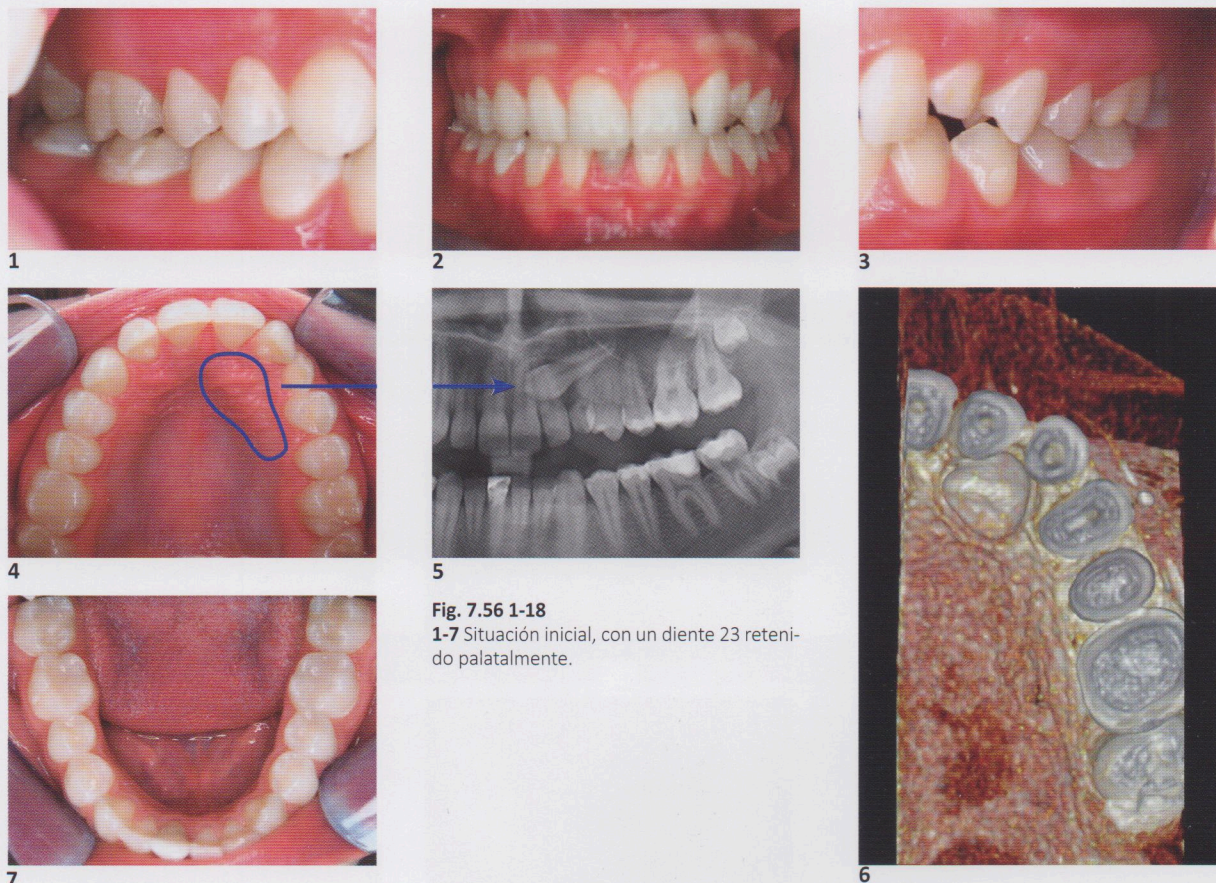 1
2
3
4
5
Fig. 7.56 1-18
1-7 Situación inicial, con un diente 23 reteni-
do palatalmente.
7
6